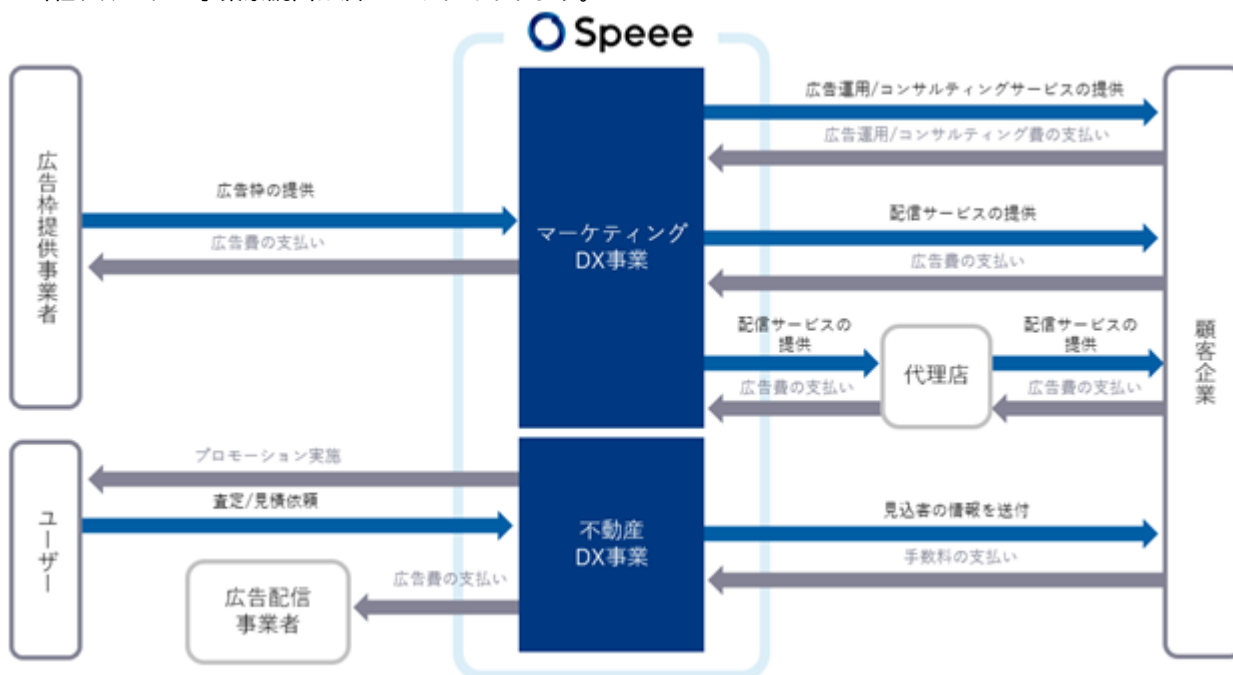 Speee
広告枠提供事業者
広告枠の提供
広告費の支払い
マーケティング
DX事業
広告運用/コンサルティングサービスの提供
広告運用/コンサルティング費の支払い
配信サービスの提供
広告費の支払い
配信サービスの
提供
広告費の支払い
代理店
配信サービスの
提供
広告費の支払い
顧客企業
ユーザー
プロモーション実施
査定/見積依頼
広告費の支払い
広告配信
事業者
不動産
DX事業
見込客の情報を送付
手数料の支払い